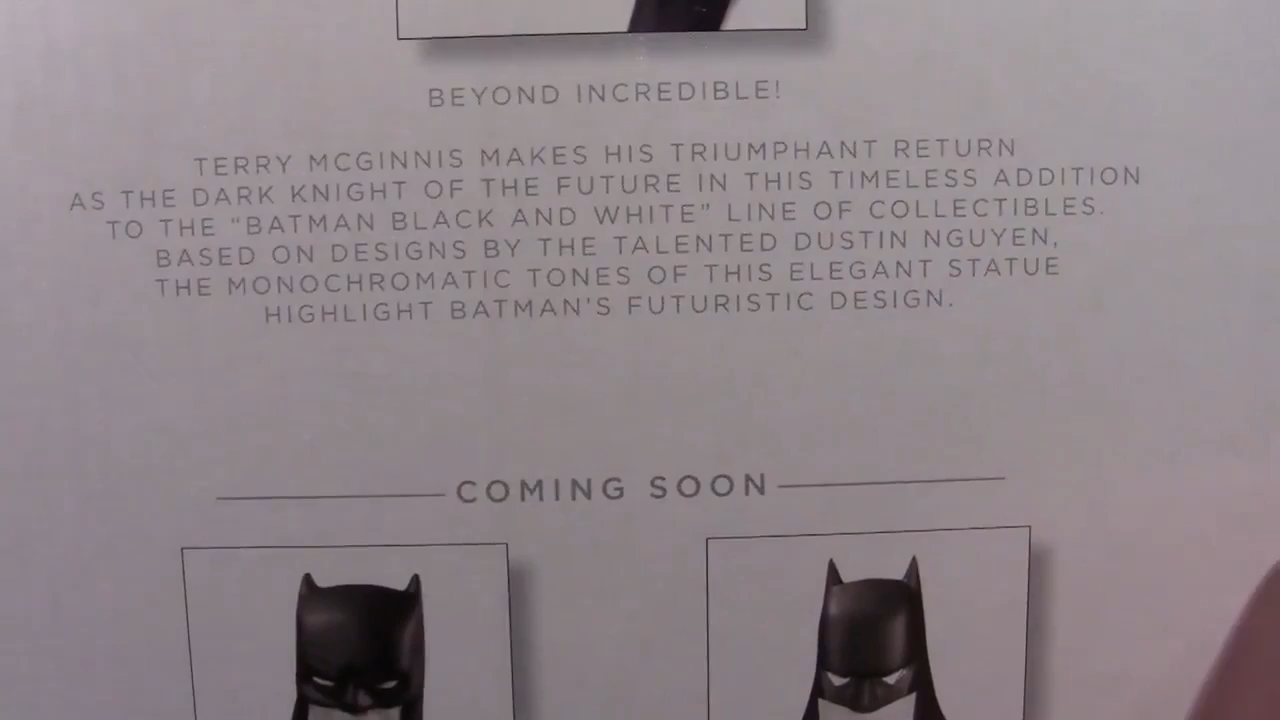 BEYOND INCREDIBLE!
TERRY MCGINNIS MAKES HIS TRIUMPHANT RETURN
AS THE DARK KNIGHT OF THE FUTURE IN THIS TIMELESS ADDITION
TO THE "BATMAN BLACK AND WHITE" LINE OF COLLECTIBLES.
BASED ON DESIGNS BY THE TALENTED DUSTIN NGUYEN,
THE MONOCHROMATIC TONES OF THIS ELEGANT STATUE
HIGHLIGHT BATMAN'S FUTURISTIC DESIGN.
COMING SOON